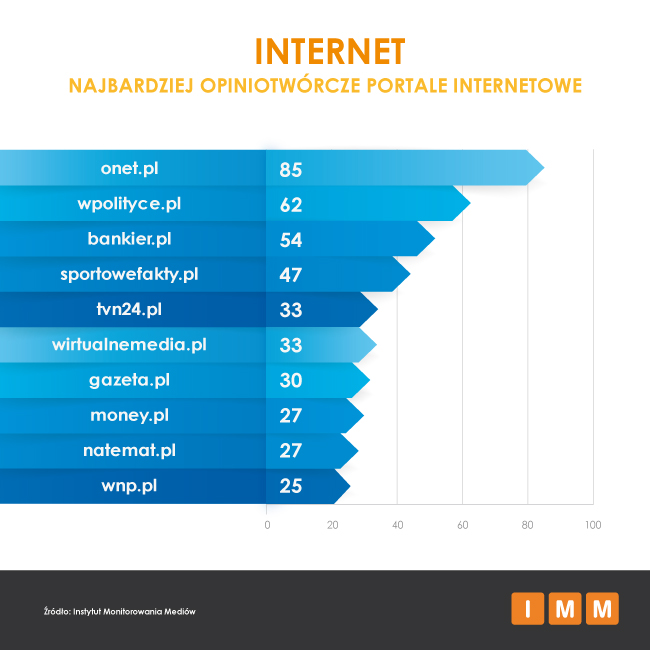 INTERNET
NAJBARDZIEJ OPINIOTWÓRCZE PORTALE INTERNETOWE
onet.pl 85
wpolityce.pl 62
bankier.pl 54
sportowefakty.pl 47
tvn24.pl 33
wirtualnemedia.pl 33
gazeta.pl 30
money.pl 27
natemat.pl 27
wnp.pl 25
0 20 40 60 80 100
Źródło: Instytut Monitorowania Mediów
IMM